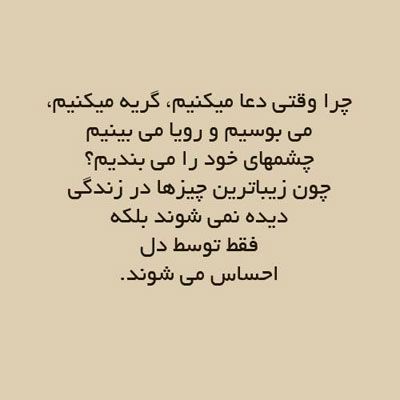 چرا وقتی دعا میکنیم، گریه میکنیم،
می بوسیم و رویا می بینیم
چشمهای خود را می بندیم؟
چون زیباترین چیزها در زندگی
دیده نمی شوند بلکه
فقط توسط دل
احساس می شوند.